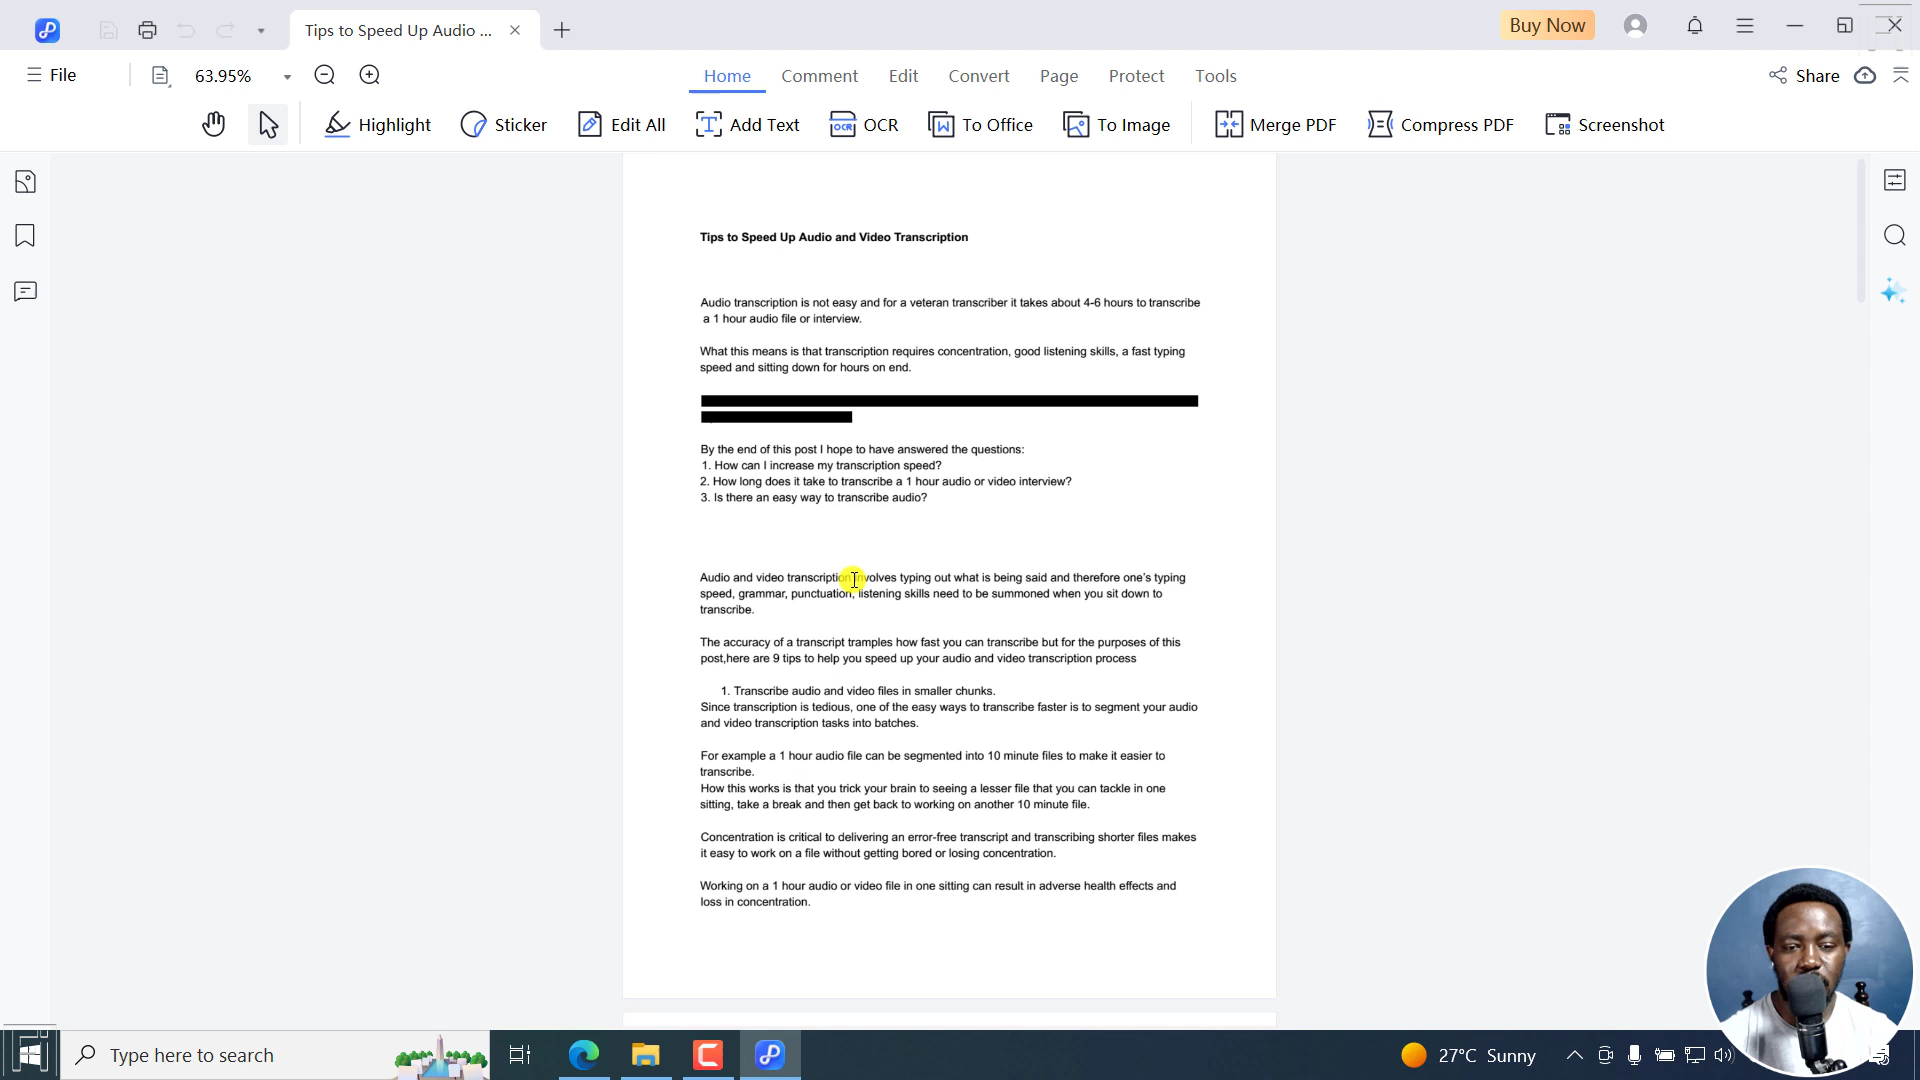 Tips to Speed Up Audio ...
Buy Now
File
63.95%
Home
Comment
Edit
Convert
Page
Protect
Tools
Share
Highlight
Sticker
Edit All
Add Text
OCR
To Office
To Image
Merge PDF
Compress PDF
Screenshot
Tips to Speed Up Audio and Video Transcription
Audio transcription is not easy and for a veteran transcriber it takes about 4-6 hours to transcribe
a 1 hour audio file or interview.
What this means is that transcription requires concentration, good listening skills, a fast typing
speed and sitting down for hours on end.
By the end of this post I hope to have answered the questions:
1. How can I increase my transcription speed?
2. How long does it take to transcribe a 1 hour audio or video interview?
3. Is there an easy way to transcribe audio?
Audio and video transcription involves typing out what is being said and therefore one's typing
speed, grammar, punctuation, listening skills need to be summoned when you sit down to
transcribe.
The accuracy of a transcript tramples how fast you can transcribe but for the purposes of this
post,here are 9 tips to help you speed up your audio and video transcription process
1. Transcribe audio and video files in smaller chunks.
Since transcription is tedious, one of the easy ways to transcribe faster is to segment your audio
and video transcription tasks into batches.
For example a 1 hour audio file can be segmented into 10 minute files to make it easier to
transcribe.
How this works is that you trick your brain to seeing a lesser file that you can tackle in one
sitting, take a break and then get back to working on another 10 minute file.
Concentration is critical to delivering an error-free transcript and transcribing shorter files makes
it easy to work on a file without getting bored or losing concentration.
Working on a 1 hour audio or video file in one sitting can result in adverse health effects and
loss in concentration.
Type here to search
27°C Sunny